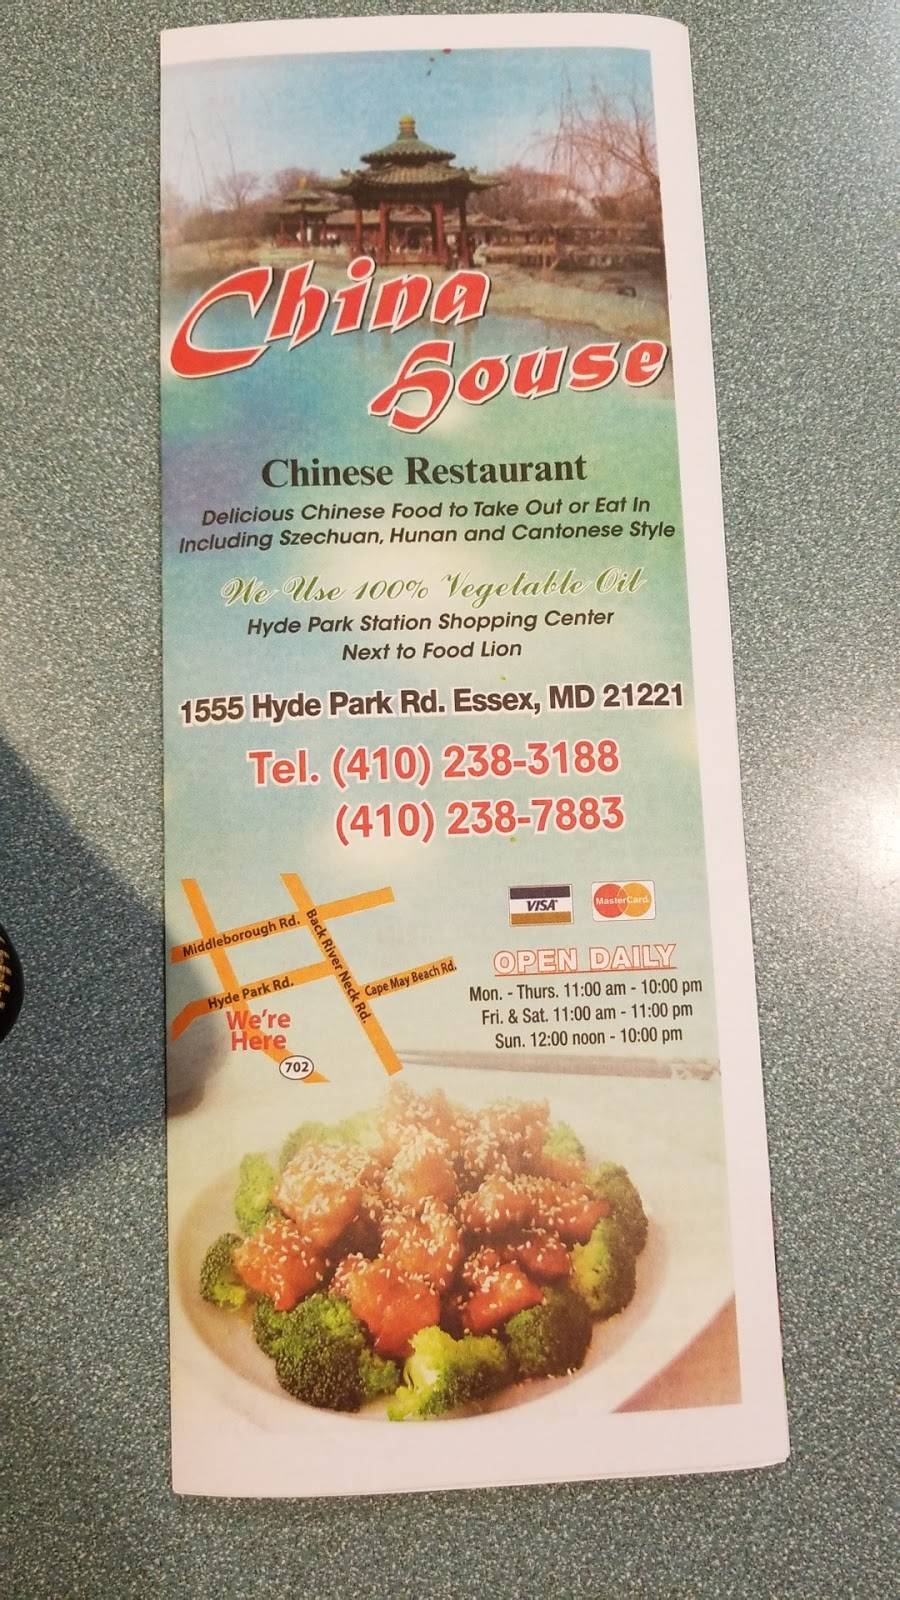 China
House
Chinese Restaurant
Delicious Chinese Food to Take Out or Eat In
Including Szechuan, Hunan and Cantonese Style
We Use 100% Vegetable Oil
Hyde Park Station Shopping Center
Next to Food Lion
1555 Hyde Park Rd. Essex, MD 21221
Tel. (410) 238-3188
(410) 238-7883
Middleborough Rd.
Back River Neck Rd.
Hyde Park Rd.
Cape May Beach Rd.
We're
Here
702
VISA
MasterCard
OPEN DAILY
Mon. - Thurs. 11:00 am - 10:00 pm
Fri. & Sat. 11:00 am - 11:00 pm
Sun. 12:00 noon - 10:00 pm